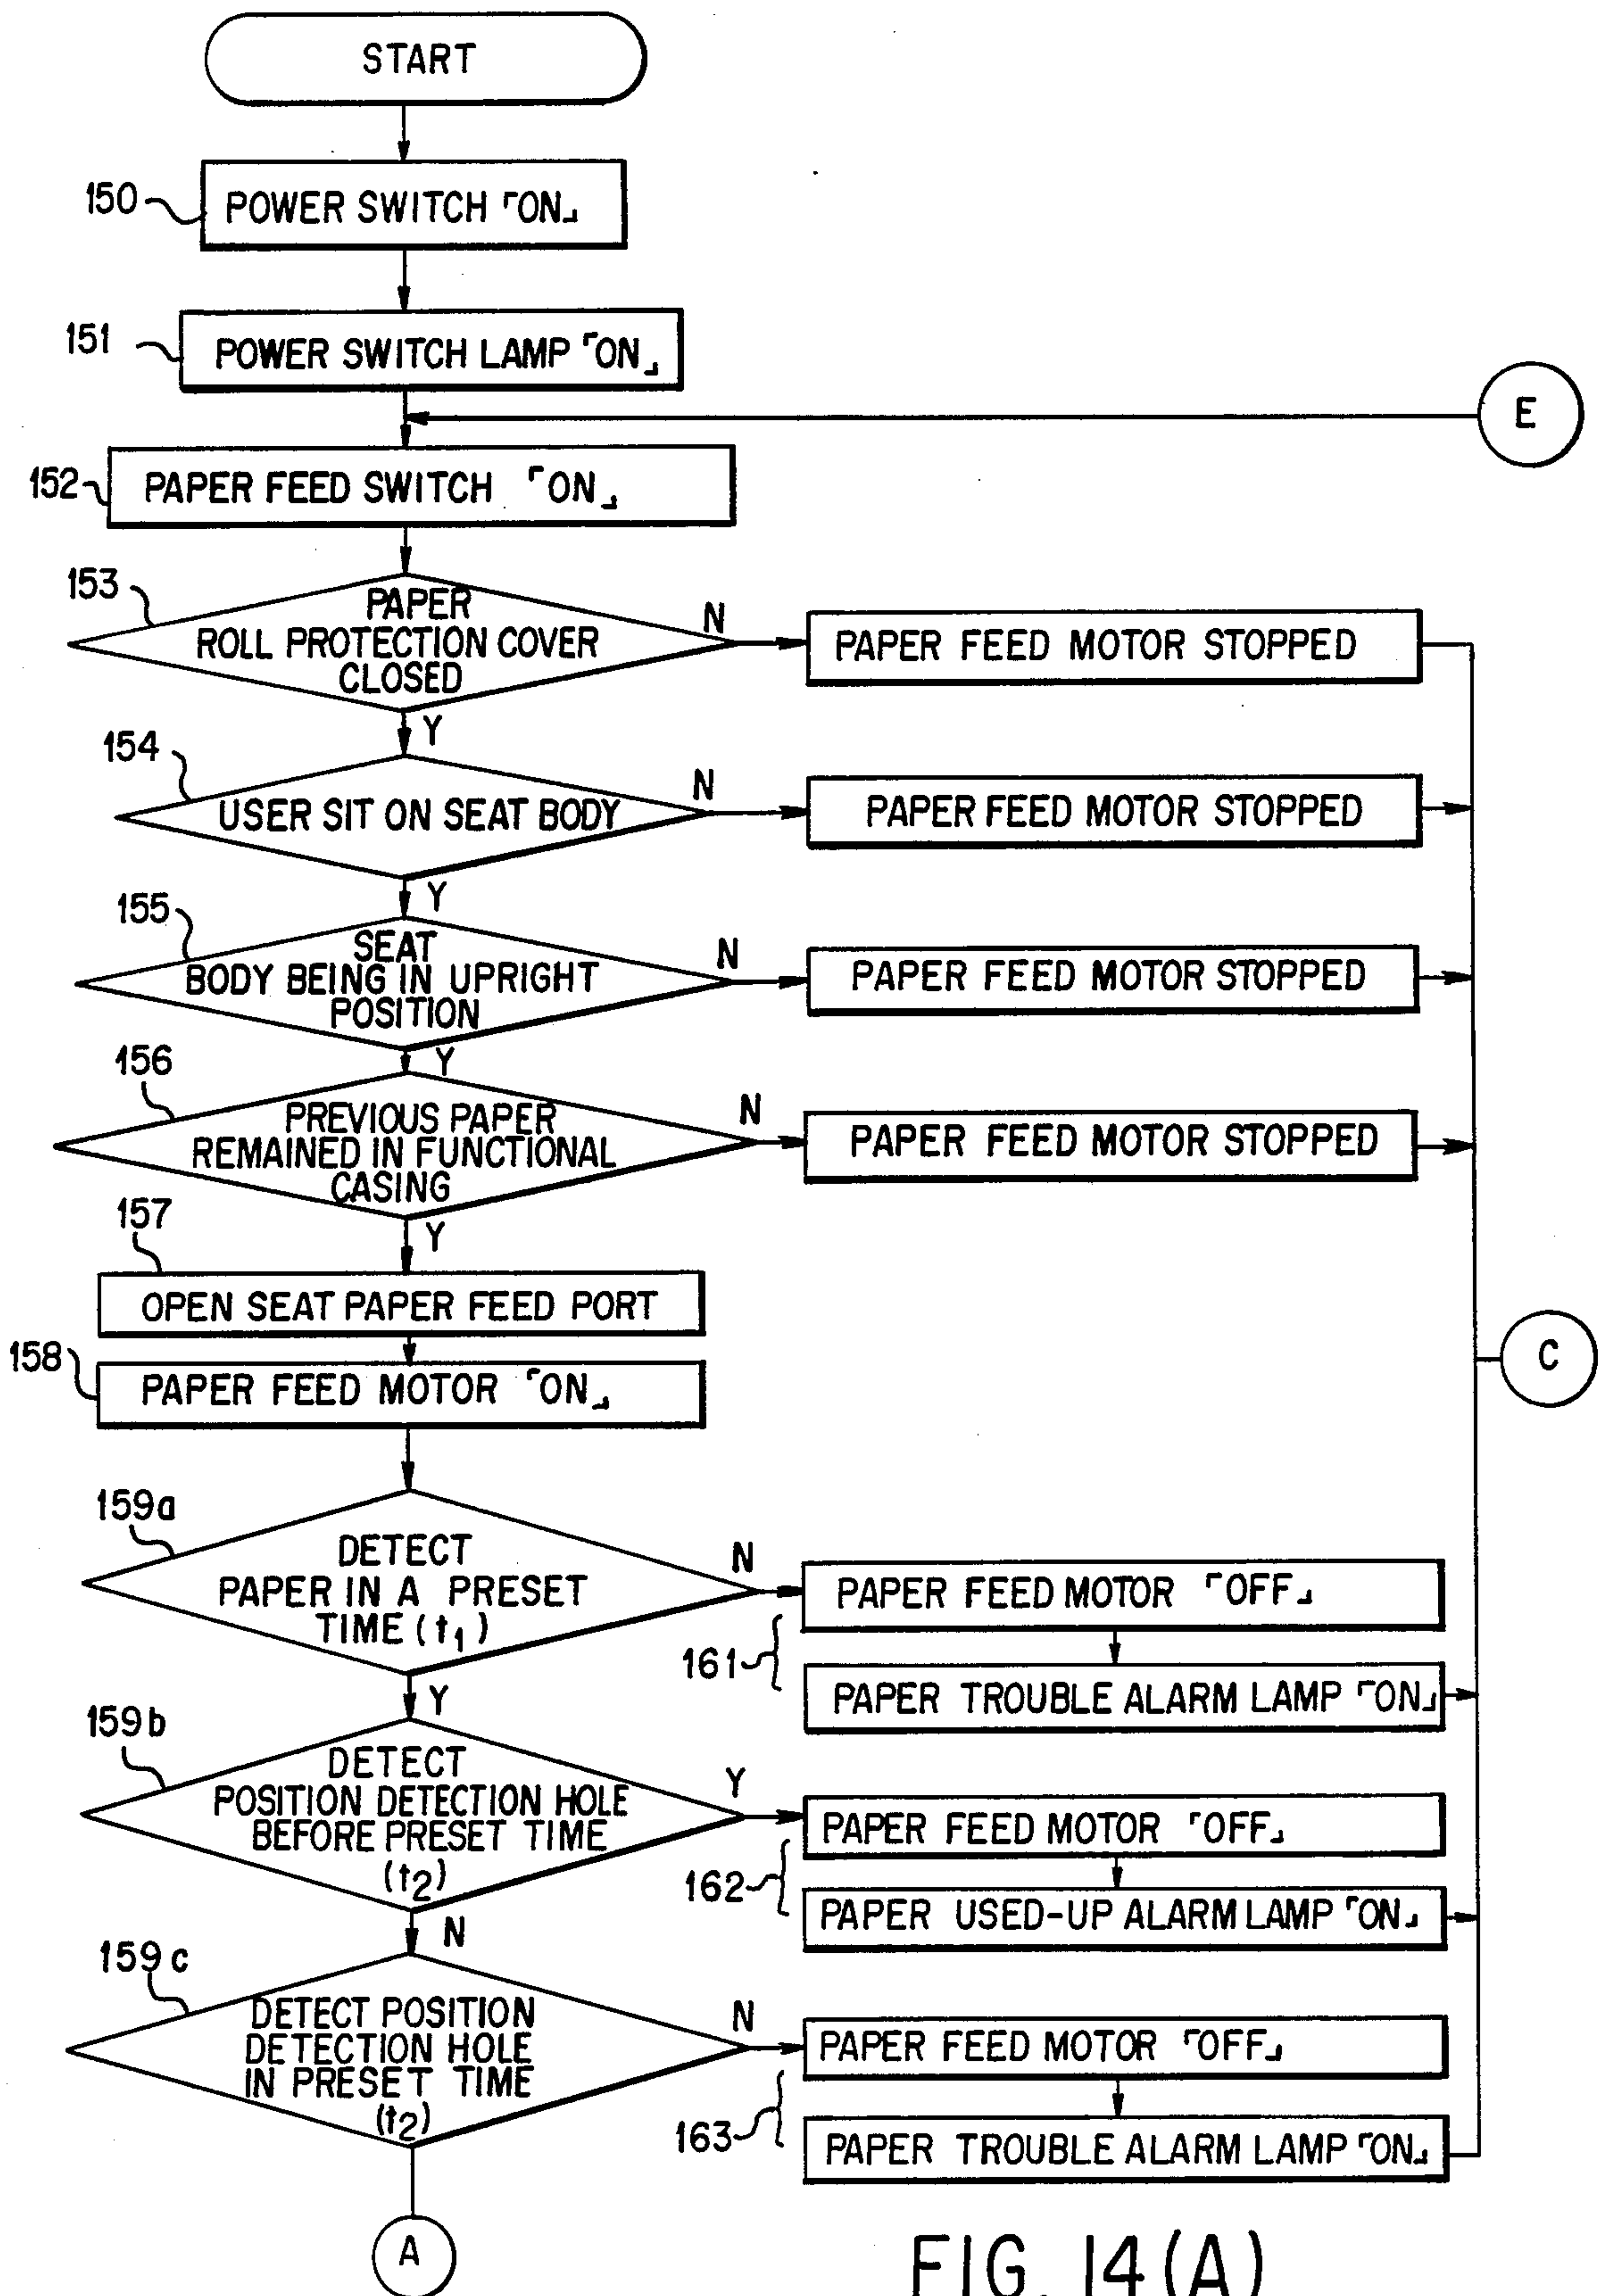 START
150
POWER SWITCH「ON」
151
POWER SWITCH LAMP「ON」
E
152
PAPER FEED SWITCH 「ON」
153
PAPER
ROLL PROTECTION COVER
CLOSED
N
PAPER FEED MOTOR STOPPED
Y
154
USER SIT ON SEAT BODY
N
PAPER FEED MOTOR STOPPED
Y
155
SEAT
BODY BEING IN UPRIGHT
POSITION
N
PAPER FEED MOTOR STOPPED
Y
156
PREVIOUS PAPER
REMAINED IN FUNCTIONAL
CASING
N
PAPER FEED MOTOR STOPPED
Y
157
OPEN SEAT PAPER FEED PORT
158
PAPER FEED MOTOR 「ON」
C
159a
DETECT
PAPER IN A PRESET
TIME (t1)
N
PAPER FEED MOTOR 「OFF」
161
PAPER TROUBLE ALARM LAMP「ON」
Y
159b
DETECT
POSITION DETECTION HOLE
BEFORE PRESET TIME
(t2)
Y
PAPER FEED MOTOR 「OFF」
162
PAPER USED-UP ALARM LAMP「ON」
N
159c
DETECT POSITION
DETECTION HOLE
IN PRESET TIME
(t2)
N
PAPER FEED MOTOR 「OFF」
163
PAPER TROUBLE ALARM LAMP「ON」
A
FIG. 14(A)